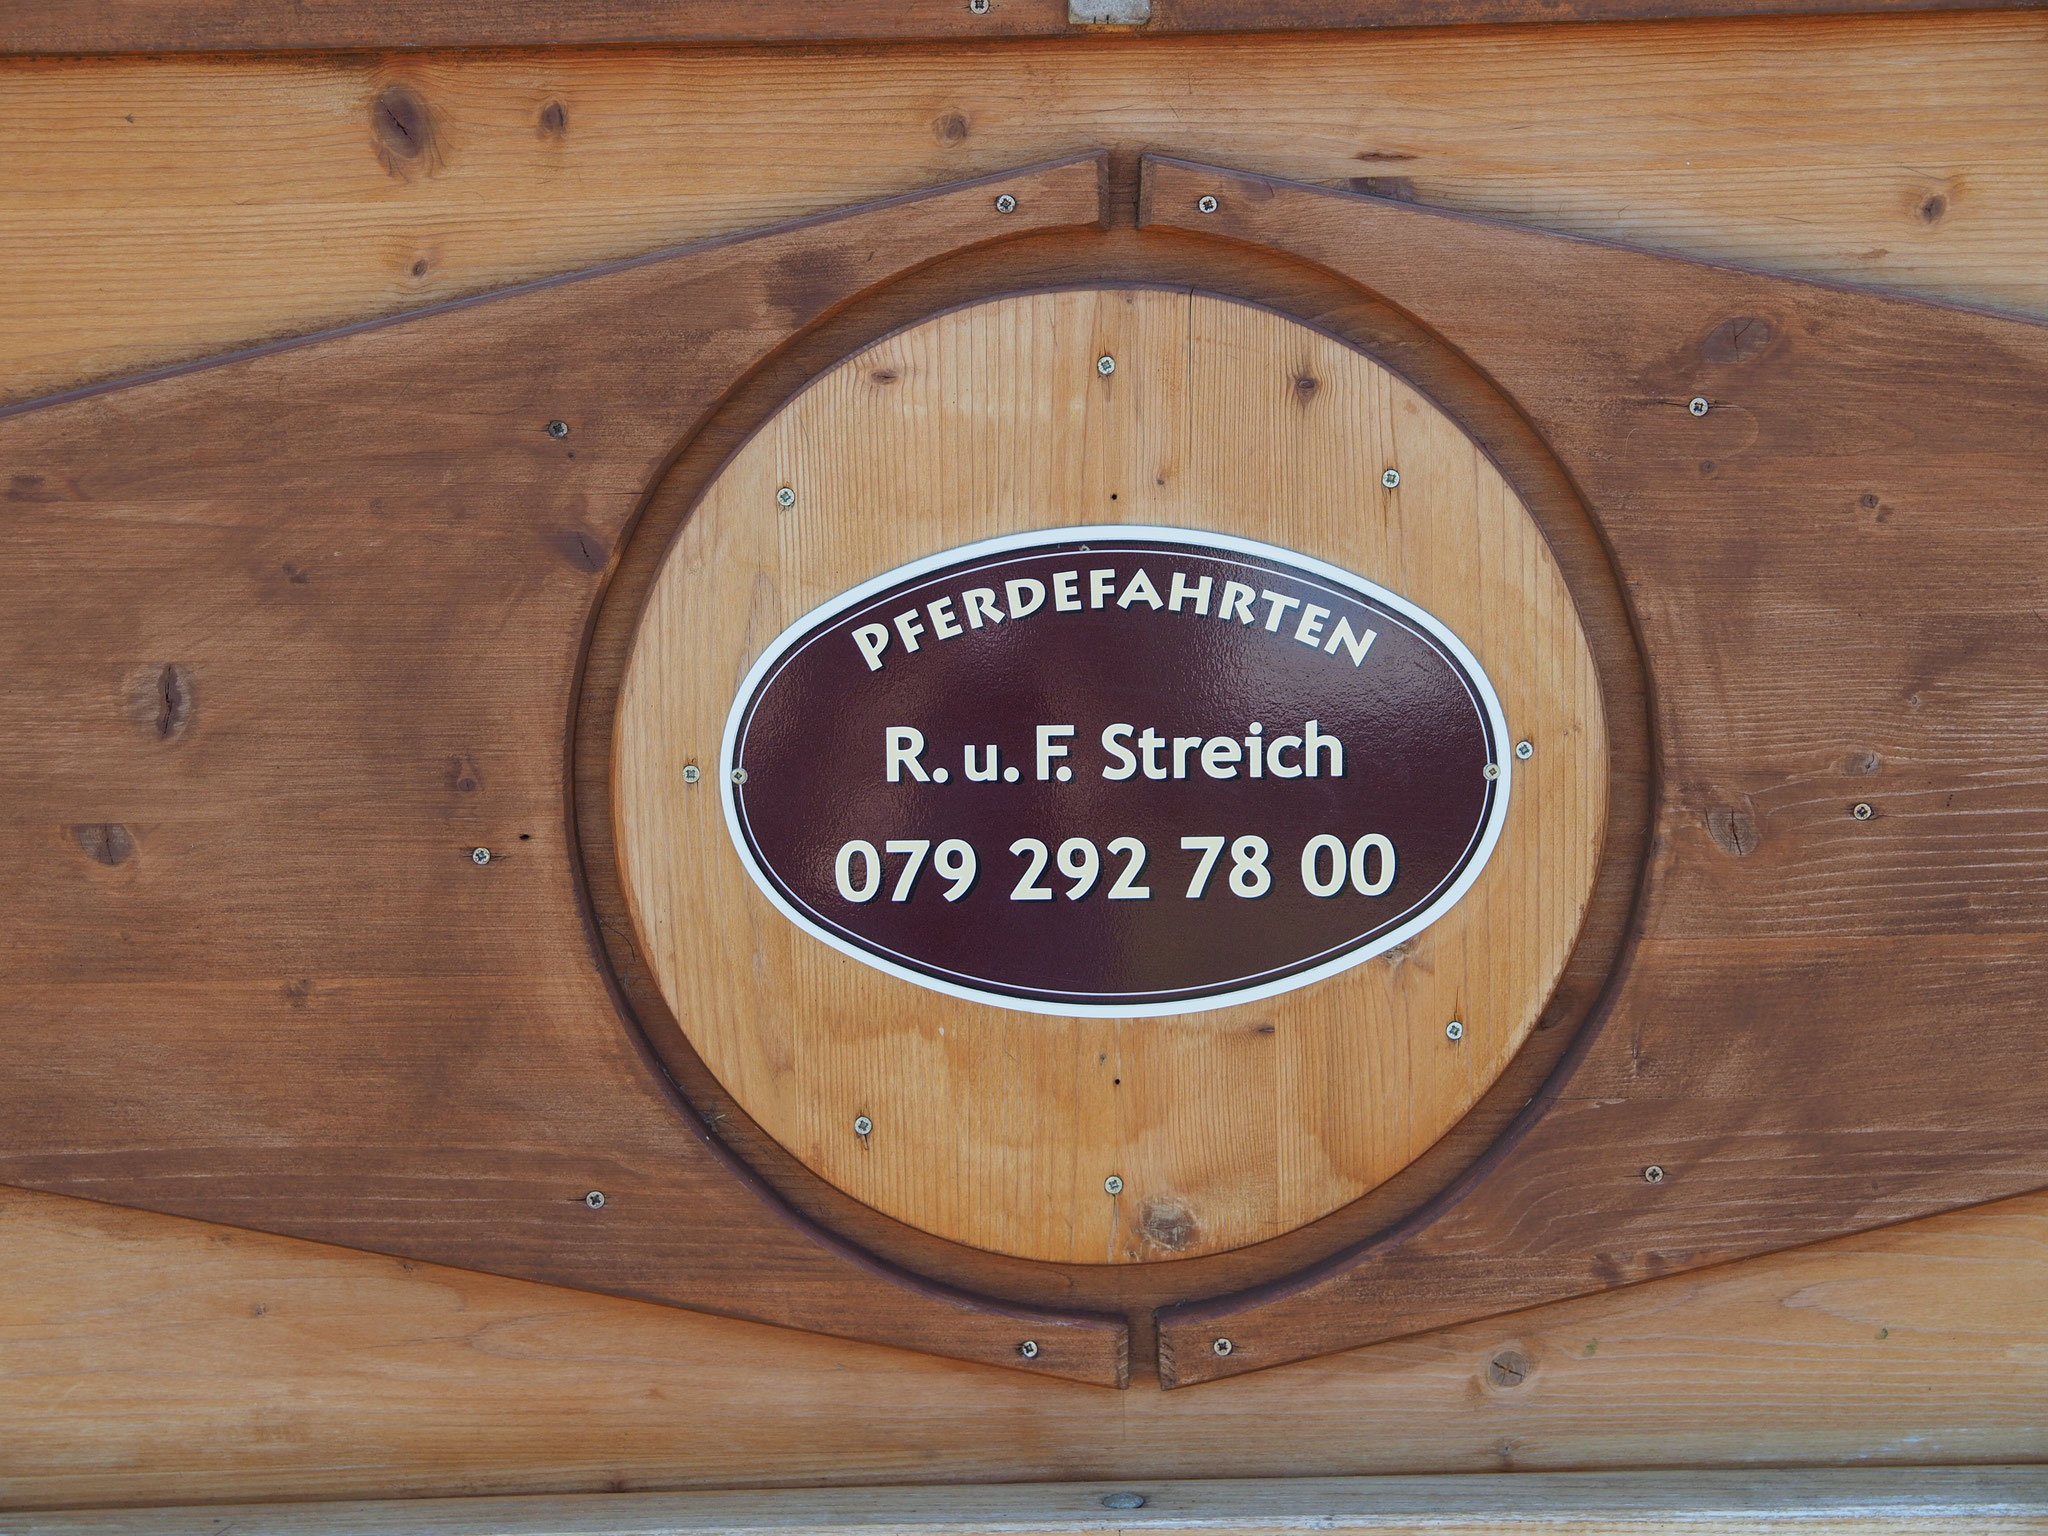 PFERDEFAHRTEN
R. u. F. Streich
079 292 78 00